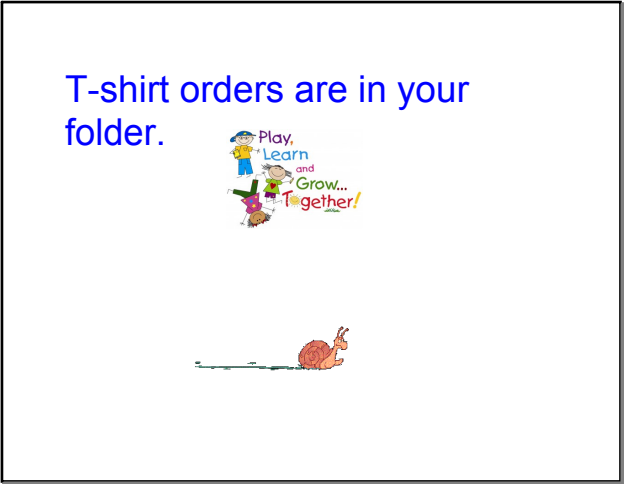 T-shirt orders are in your
folder.
Play,
Learn
and
Grow...
Together!